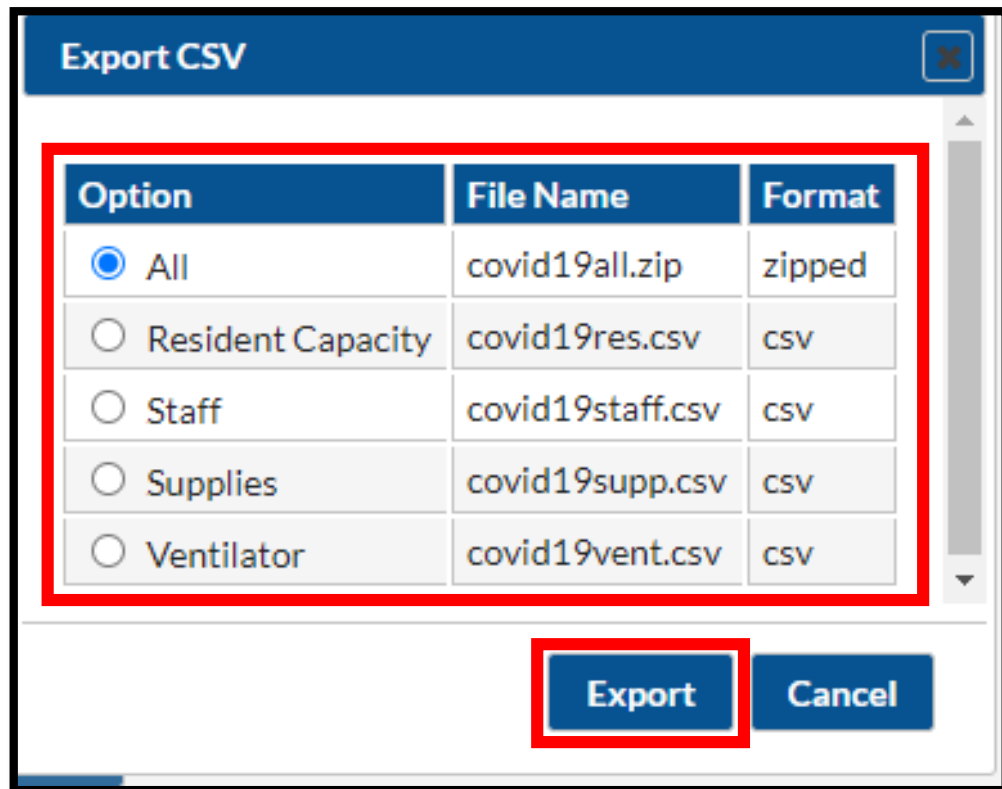 Export CSV
Option File Name Format
All covid19all.zip zipped
Resident Capacity covid19res.csv csv
Staff covid19staff.csv csv
Supplies covid19supp.csv csv
Ventilator covid19vent.csv csv
Export Cancel